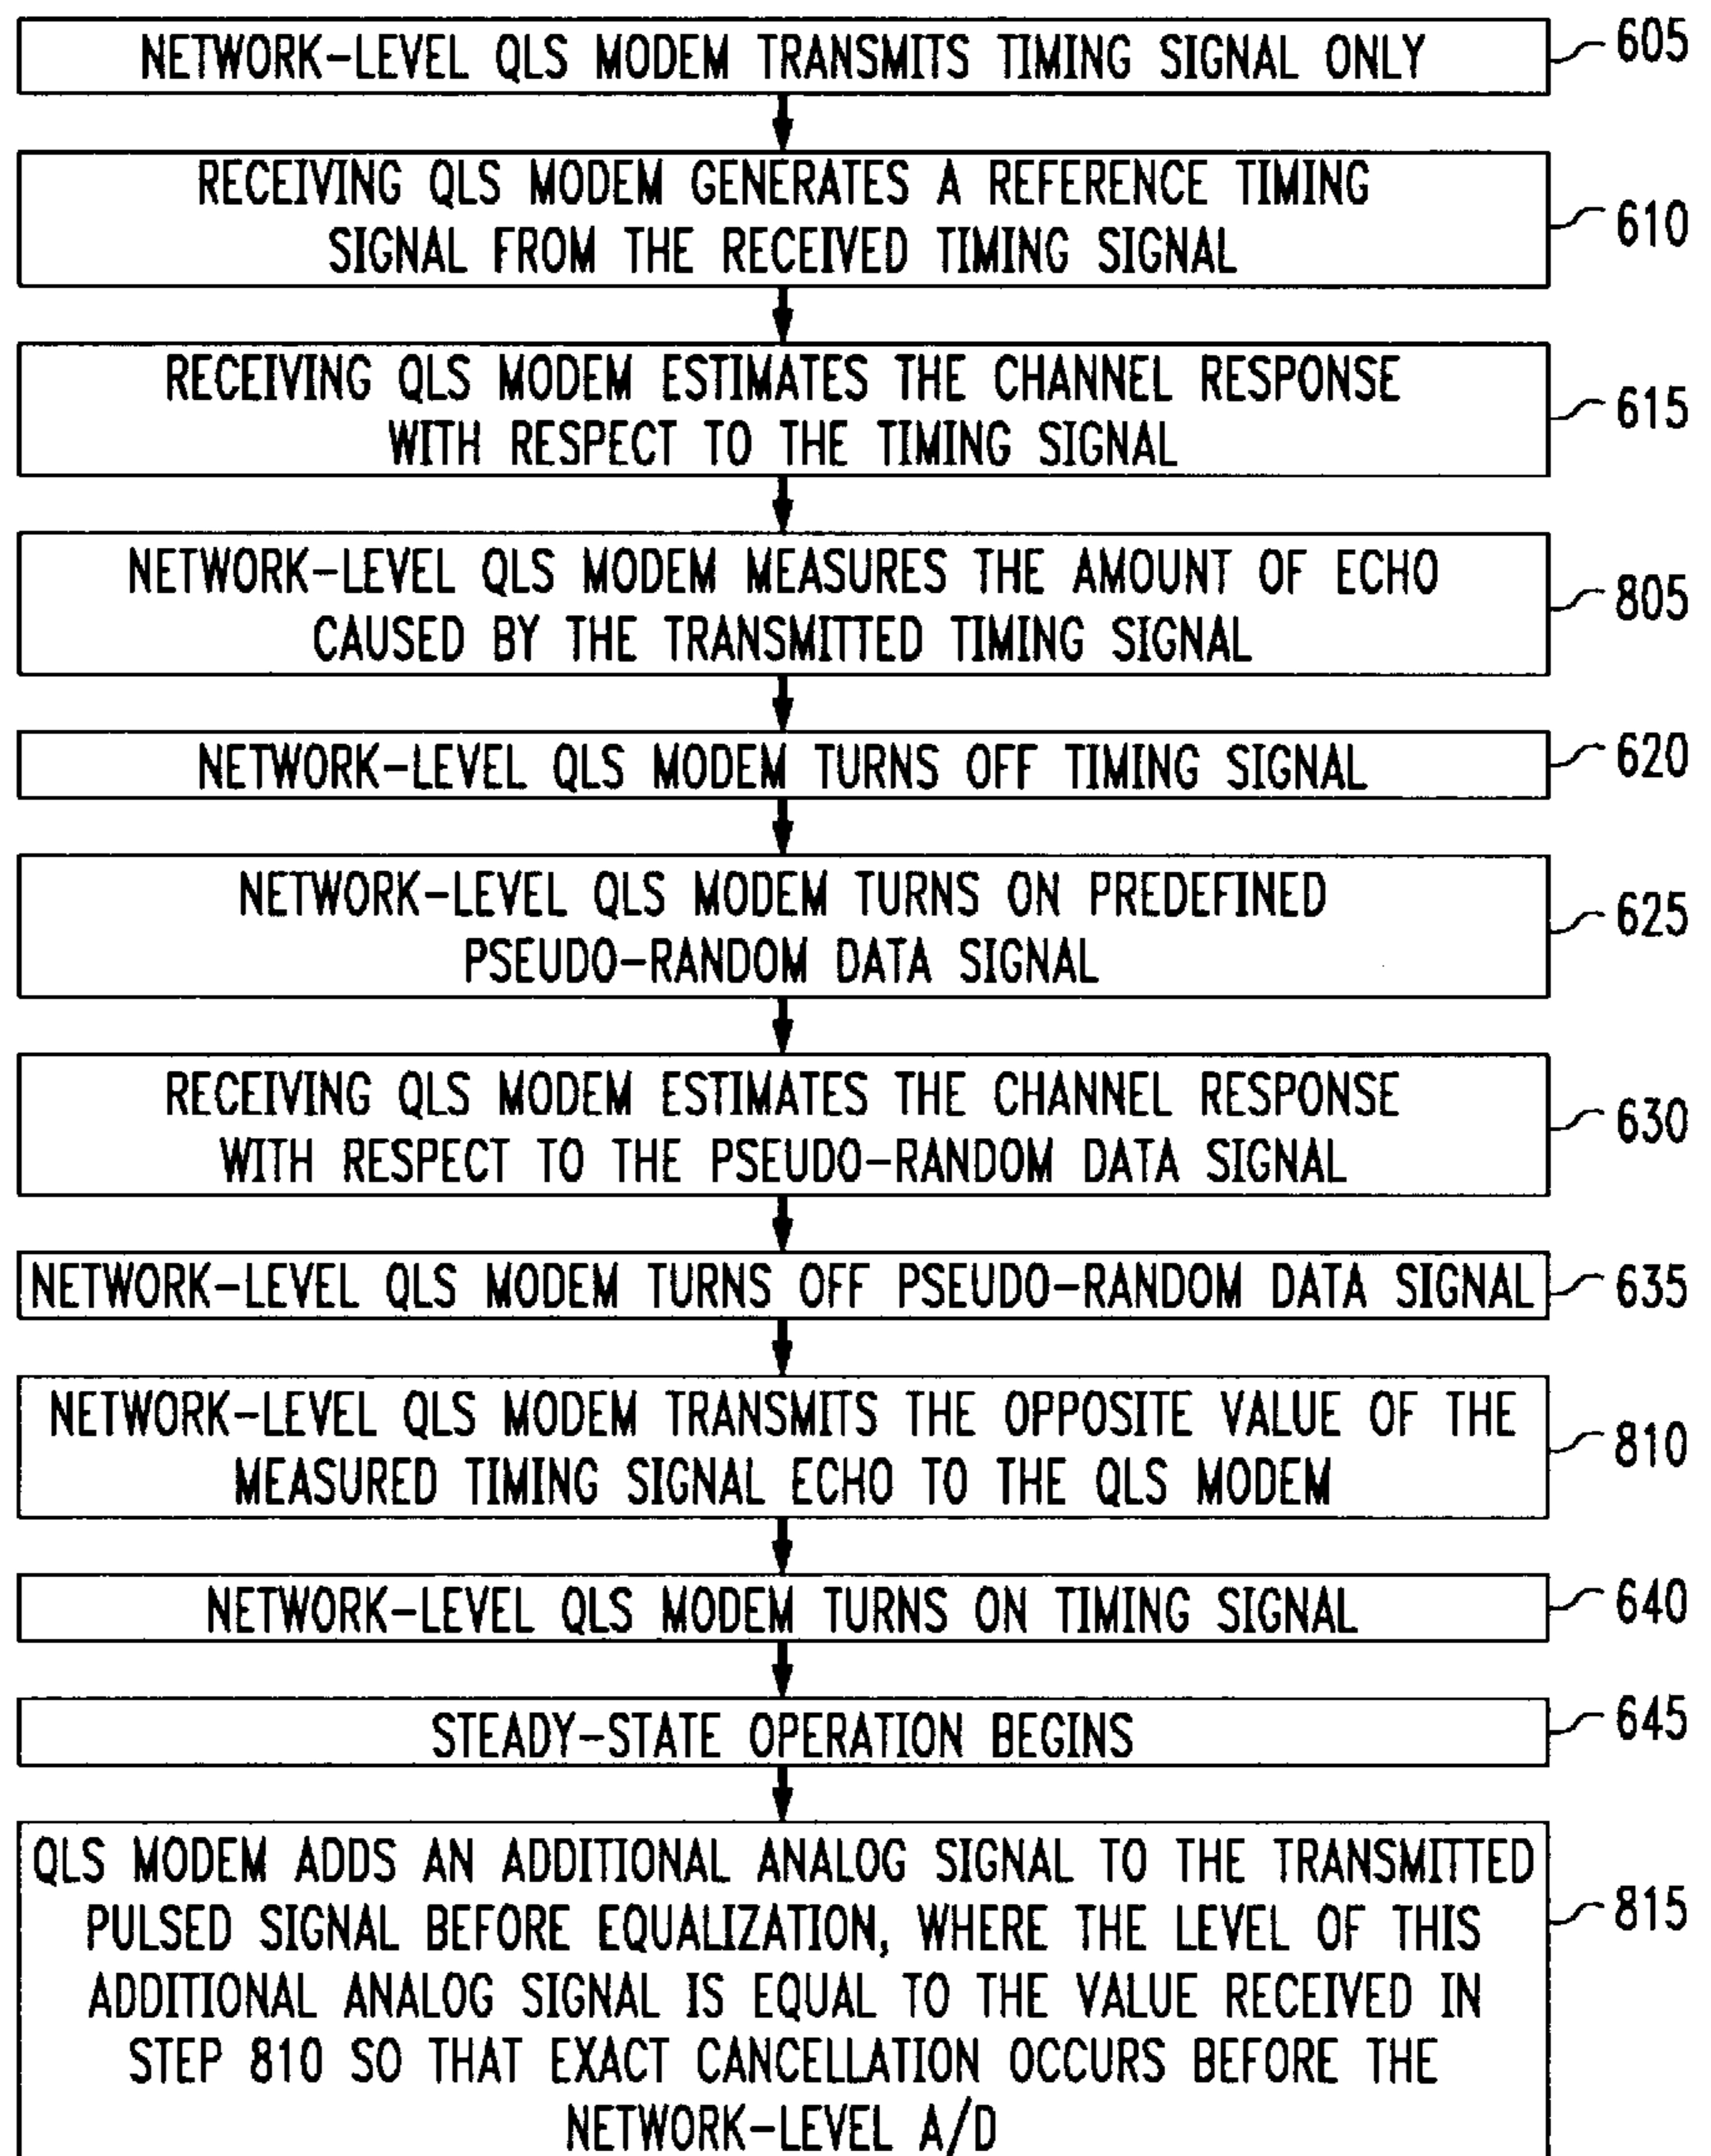 NETWORK-LEVEL QLS MODEM TRANSMITS TIMING SIGNAL ONLY
605
RECEIVING QLS MODEM GENERATES A REFERENCE TIMING
SIGNAL FROM THE RECEIVED TIMING SIGNAL
610
RECEIVING QLS MODEM ESTIMATES THE CHANNEL RESPONSE
WITH RESPECT TO THE TIMING SIGNAL
615
NETWORK-LEVEL QLS MODEM MEASURES THE AMOUNT OF ECHO
CAUSED BY THE TRANSMITTED TIMING SIGNAL
805
NETWORK-LEVEL QLS MODEM TURNS OFF TIMING SIGNAL
620
NETWORK-LEVEL QLS MODEM TURNS ON PREDEFINED
PSEUDO-RANDOM DATA SIGNAL
625
RECEIVING QLS MODEM ESTIMATES THE CHANNEL RESPONSE
WITH RESPECT TO THE PSEUDO-RANDOM DATA SIGNAL
630
NETWORK-LEVEL QLS MODEM TURNS OFF PSEUDO-RANDOM DATA SIGNAL
635
NETWORK-LEVEL QLS MODEM TRANSMITS THE OPPOSITE VALUE OF THE
MEASURED TIMING SIGNAL ECHO TO THE QLS MODEM
810
NETWORK-LEVEL QLS MODEM TURNS ON TIMING SIGNAL
640
STEADY-STATE OPERATION BEGINS
645
QLS MODEM ADDS AN ADDITIONAL ANALOG SIGNAL TO THE TRANSMITTED
PULSED SIGNAL BEFORE EQUALIZATION, WHERE THE LEVEL OF THIS
ADDITIONAL ANALOG SIGNAL IS EQUAL TO THE VALUE RECEIVED IN
STEP 810 SO THAT EXACT CANCELLATION OCCURS BEFORE THE
NETWORK-LEVEL A/D
815